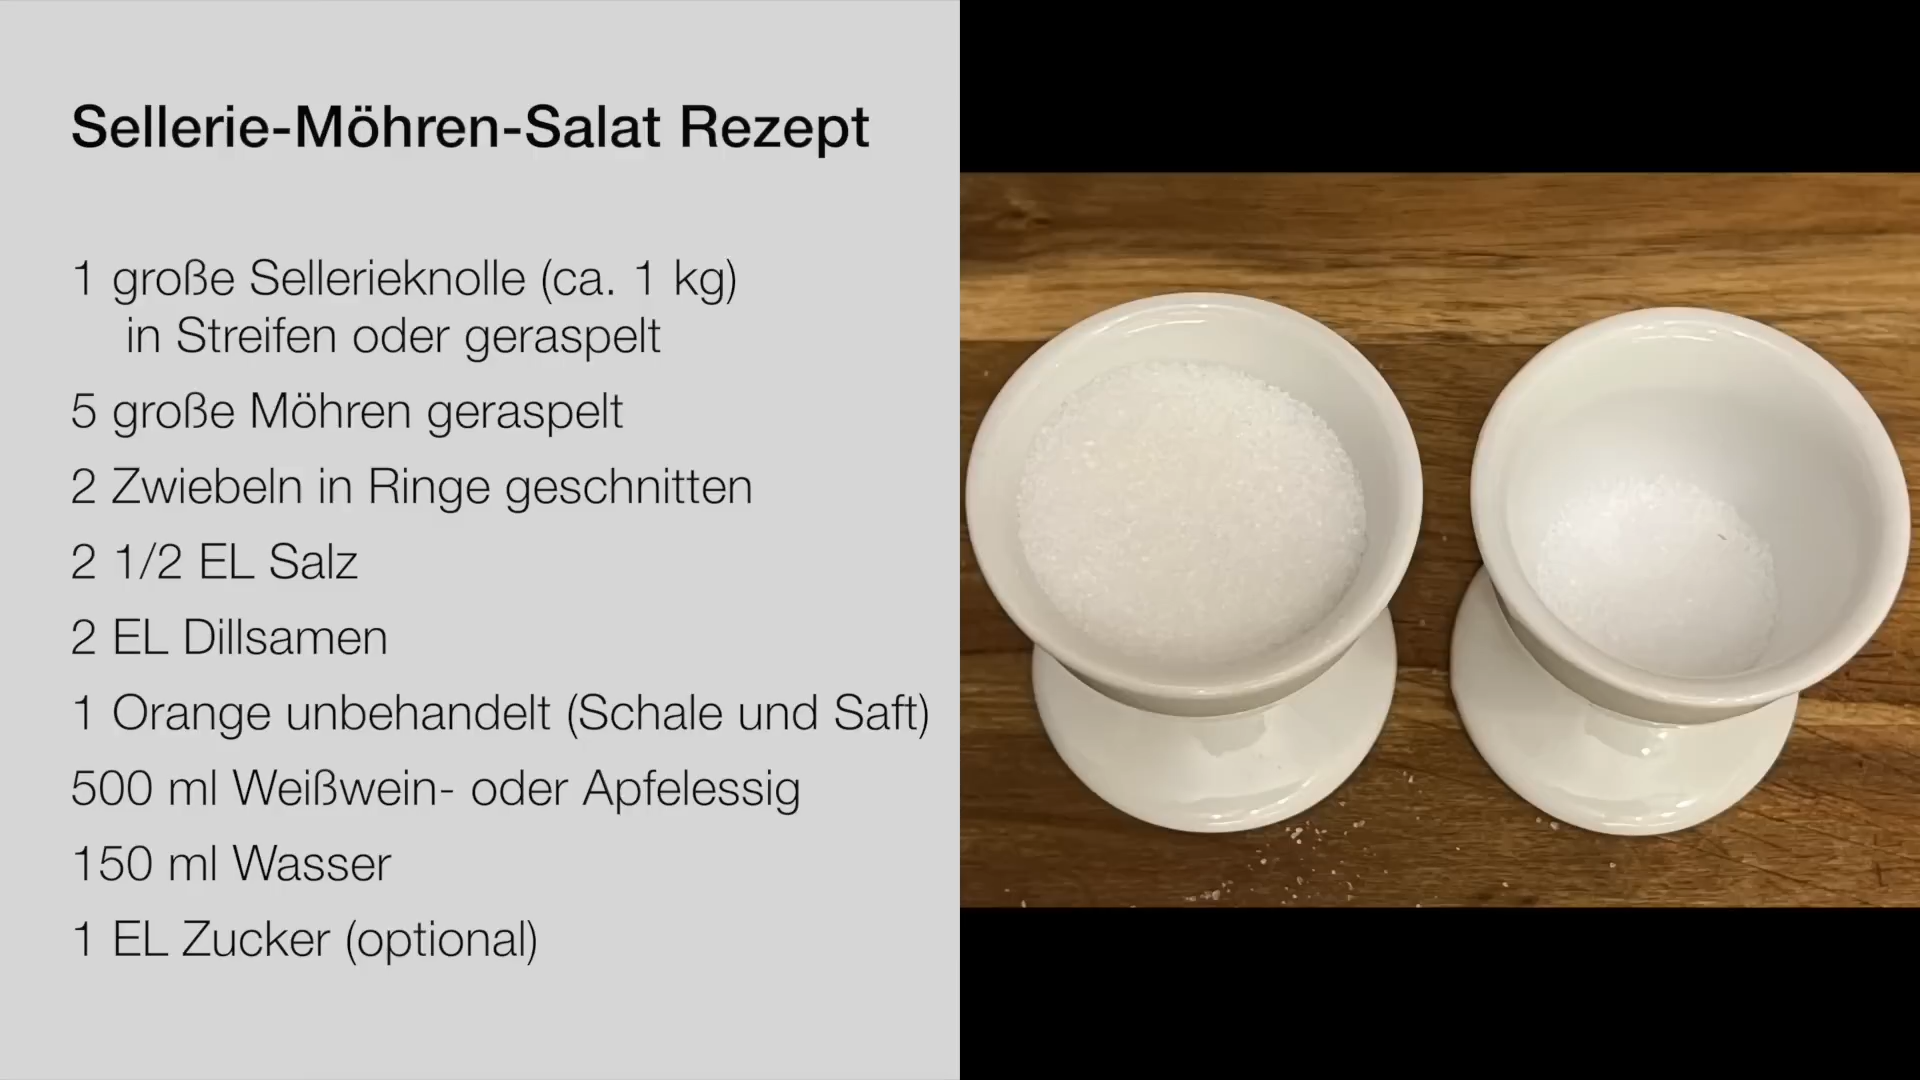 Sellerie-Möhren-Salat Rezept
1 große Sellerieknolle (ca. 1 kg)
in Streifen oder geraspelt
5 große Möhren geraspelt
2 Zwiebeln in Ringe geschnitten
2 1/2 EL Salz
2 EL Dillsamen
1 Orange unbehandelt (Schale und Saft)
500 ml Weißwein- oder Apfelessig
150 ml Wasser
1 EL Zucker (optional)